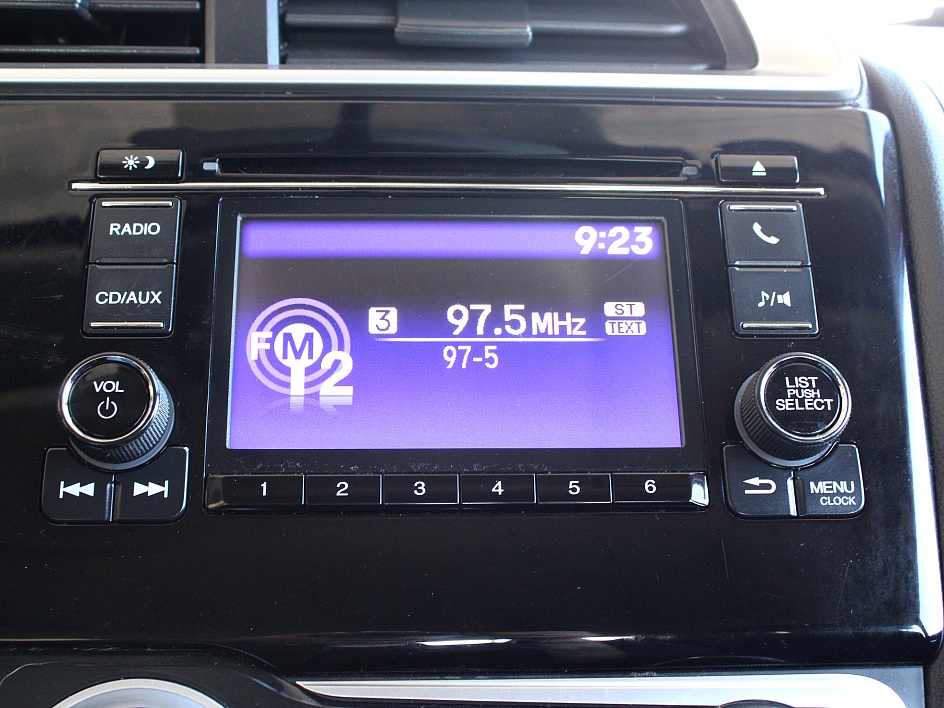 RADIO
CD/AUX
VOL
9:23
FM
12
3
97.5 MHz
ST
TEXT
97-5
LIST
PUSH
SELECT
1 2 3 4 5 6
MENU
CLOCK